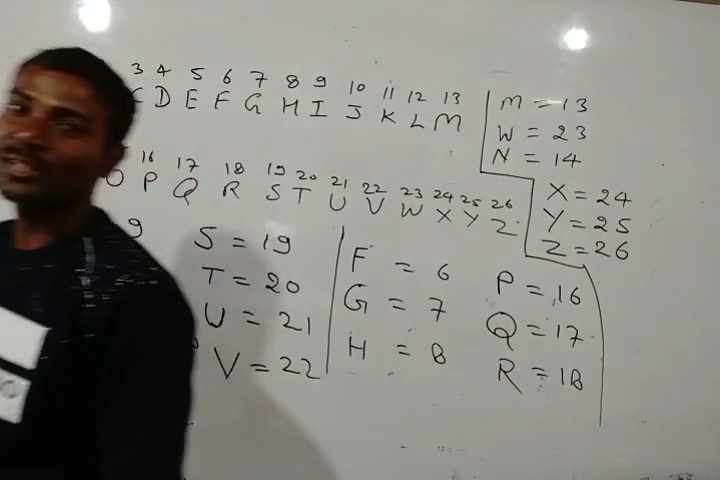 3 4 5 6 7 8 9 10 11 12 13
C D E F G H I J K L M
16 17 18 19 20 21 22 23 24 25 26
O P Q R S T U V W X Y Z
M = 13
W = 23
N = 14
X = 24
Y = 25
Z = 26
9
S = 19
T = 20
U = 21
V = 22
F = 6
G = 7
H = 8
P = 16
Q = 17
R = 18